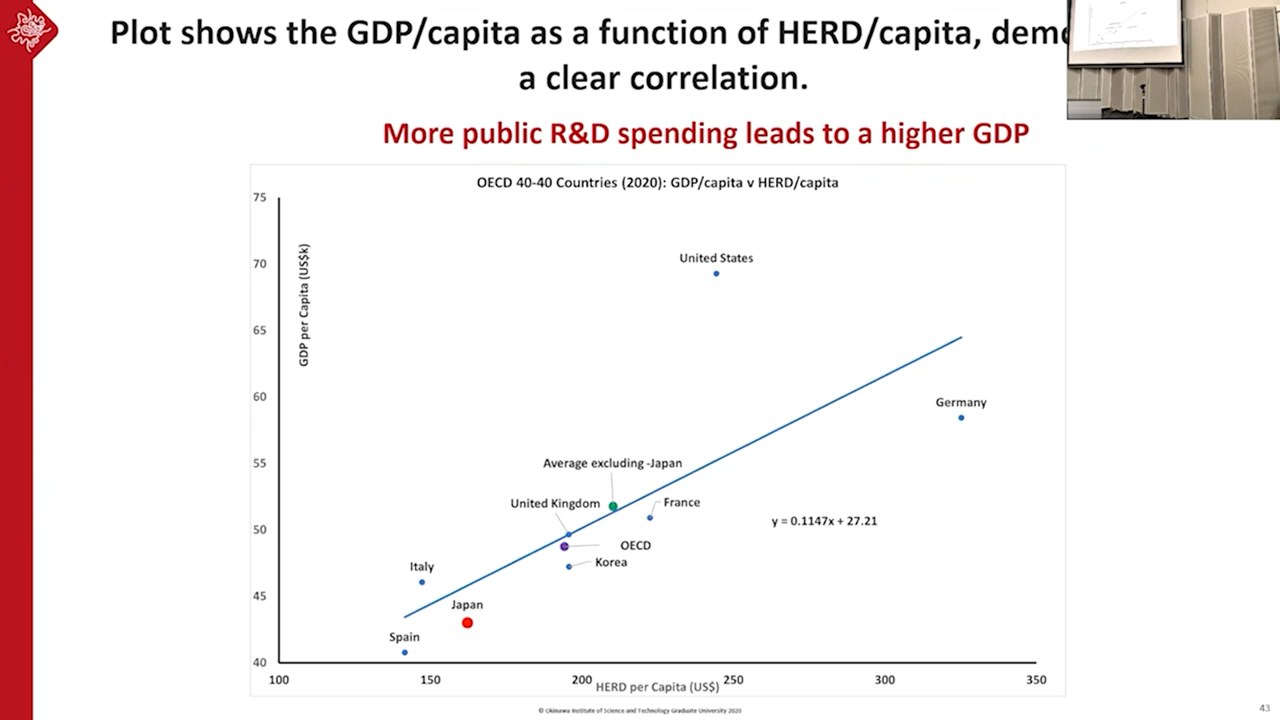 Plot shows the GDP/capita as a function of HERD/capita,
a clear correlation.
More public R&D spending leads to a higher GDP
OECD 40-40 Countries (2020): GDP/capita v HERD/capita
75
70
65
60
55
50
45
40
GDP per Capita (US$k)
United States
Germany
Average excluding -Japan
United Kingdom
France
y = 0.1147x + 27.21
OECD
Korea
Italy
Japan
Spain
100
150
200
250
300
350
HERD per Capita (US$)
© Okinawa Institute of Science and Technology Graduate University 2020
43